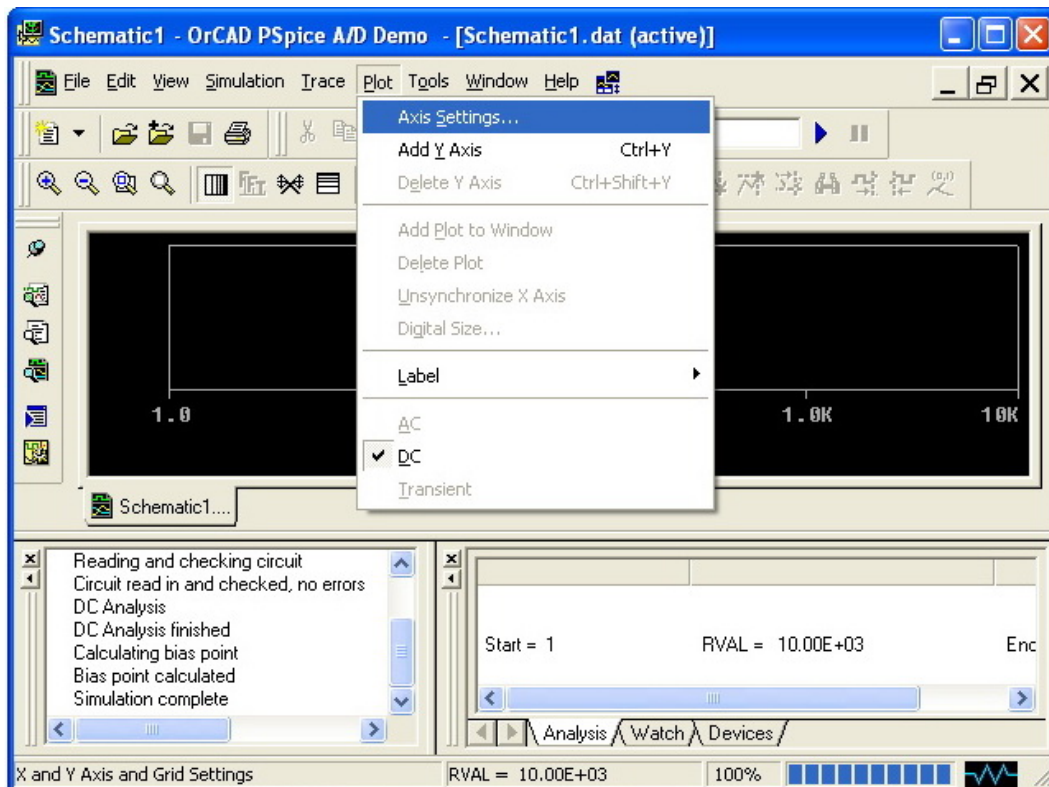 Schematic1 - OrCAD PSpice A/D Demo - [Schematic1.dat (active)]
File Edit View Simulation Trace Plot Tools Window Help
Axis Settings...
Add Y Axis Ctrl+Y
Delete Y Axis Ctrl+Shift+Y
Add Plot to Window
Delete Plot
Unsynchronize X Axis
Digital Size...
Label
AC
DC
Transient
1.0 1.0K 10K
Schematic1....
Reading and checking circuit
Circuit read in and checked, no errors
DC Analysis
DC Analysis finished
Calculating bias point
Bias point calculated
Simulation complete
Start = 1 RVAL = 10.00E+03 End
Analysis Watch Devices
X and Y Axis and Grid Settings RVAL = 10.00E+03 100%